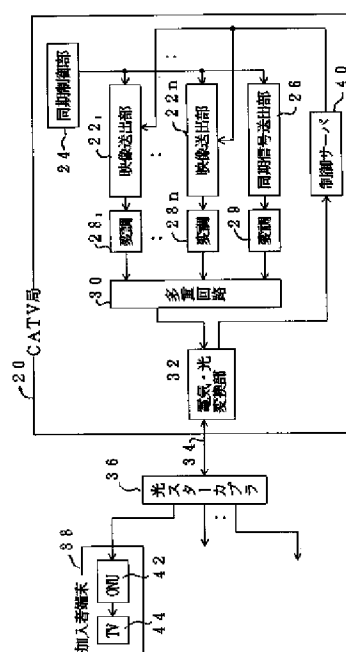 CATV局
20
同期制御部
24
映像送出部
22₁
映像送出部
22n
同期信号送出部
26
変調
28₁
変調
28n
変調
29
多重回路
30
電気・光
変換部
32
制御サーバ
40
34
光スターカプラ
36
加入者端末
38
ONU
42
TV
44